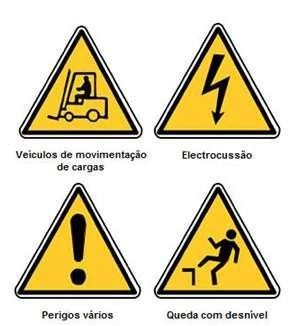 Veículos de movimentação
de cargas
Electrocussão
Perigos vários
Queda com desnível